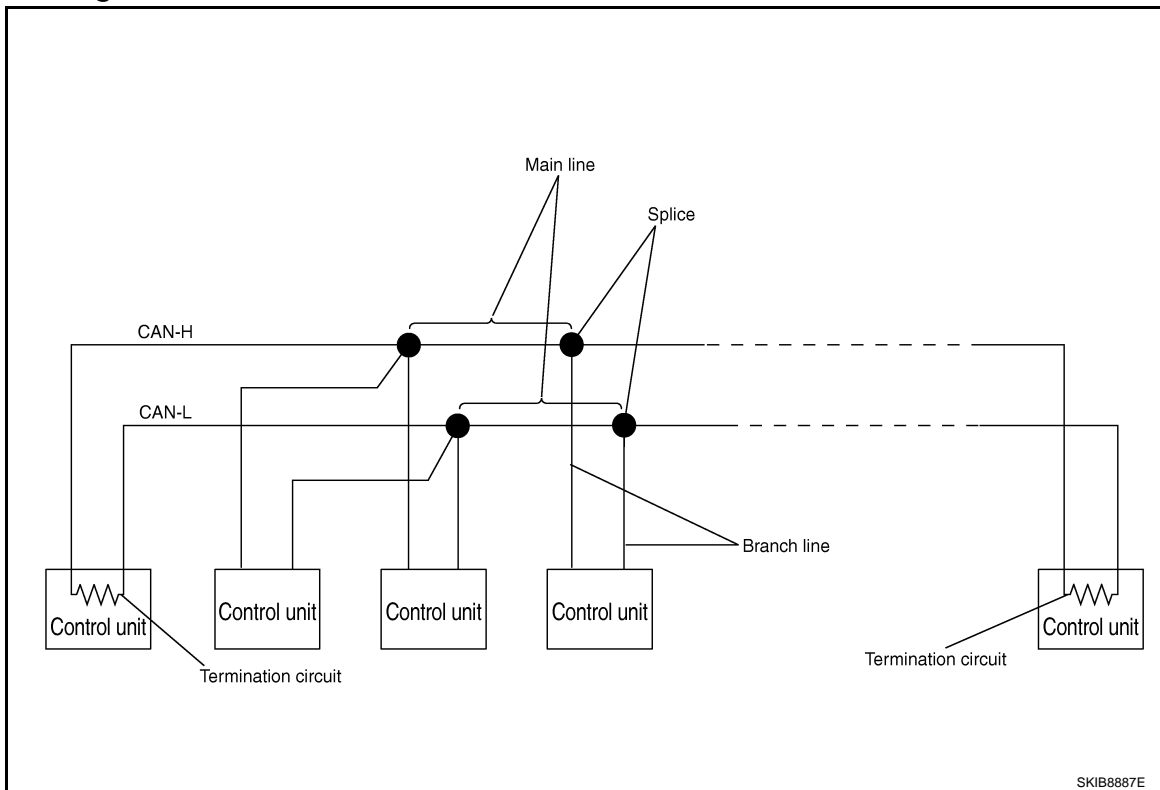 Main line
Splice
CAN-H
CAN-L
Branch line
Control unit
Control unit
Control unit
Control unit
Control unit
Termination circuit
Termination circuit
SKIB8887E